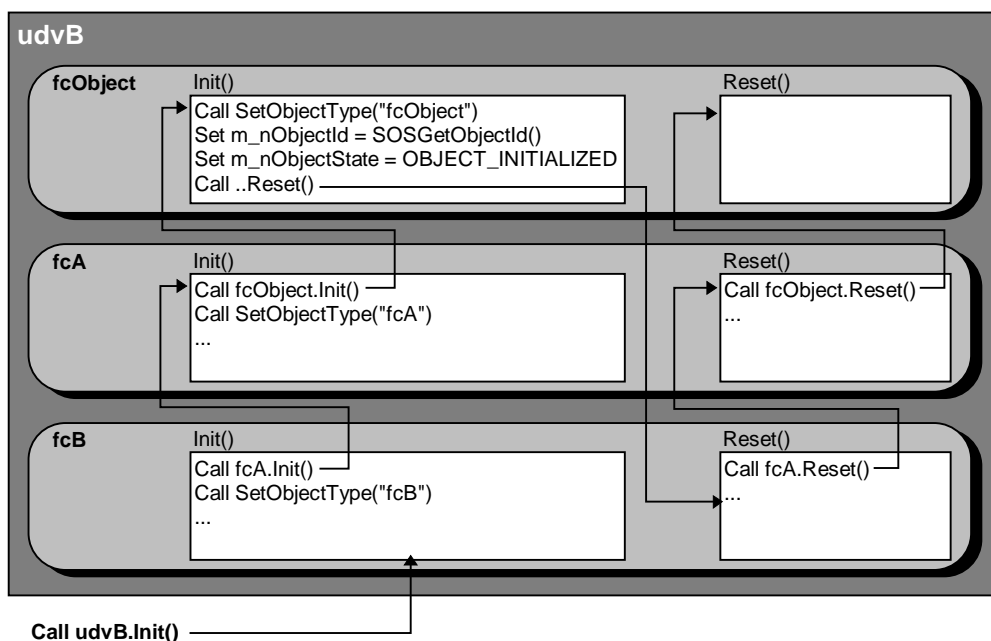 udvB
fcObject
Init()
Reset()
Call SetObjectType("fcObject")
Set m_nObjectId = SOSGetObjectId()
Set m_nObjectState = OBJECT_INITIALIZED
Call ..Reset()
fcA
Init()
Reset()
Call fcObject.Init()
Call SetObjectType("fcA")
...
Call fcObject.Reset()
...
fcB
Init()
Reset()
Call fcA.Init()
Call SetObjectType("fcB")
...
Call fcA.Reset()
...
Call udvB.Init()